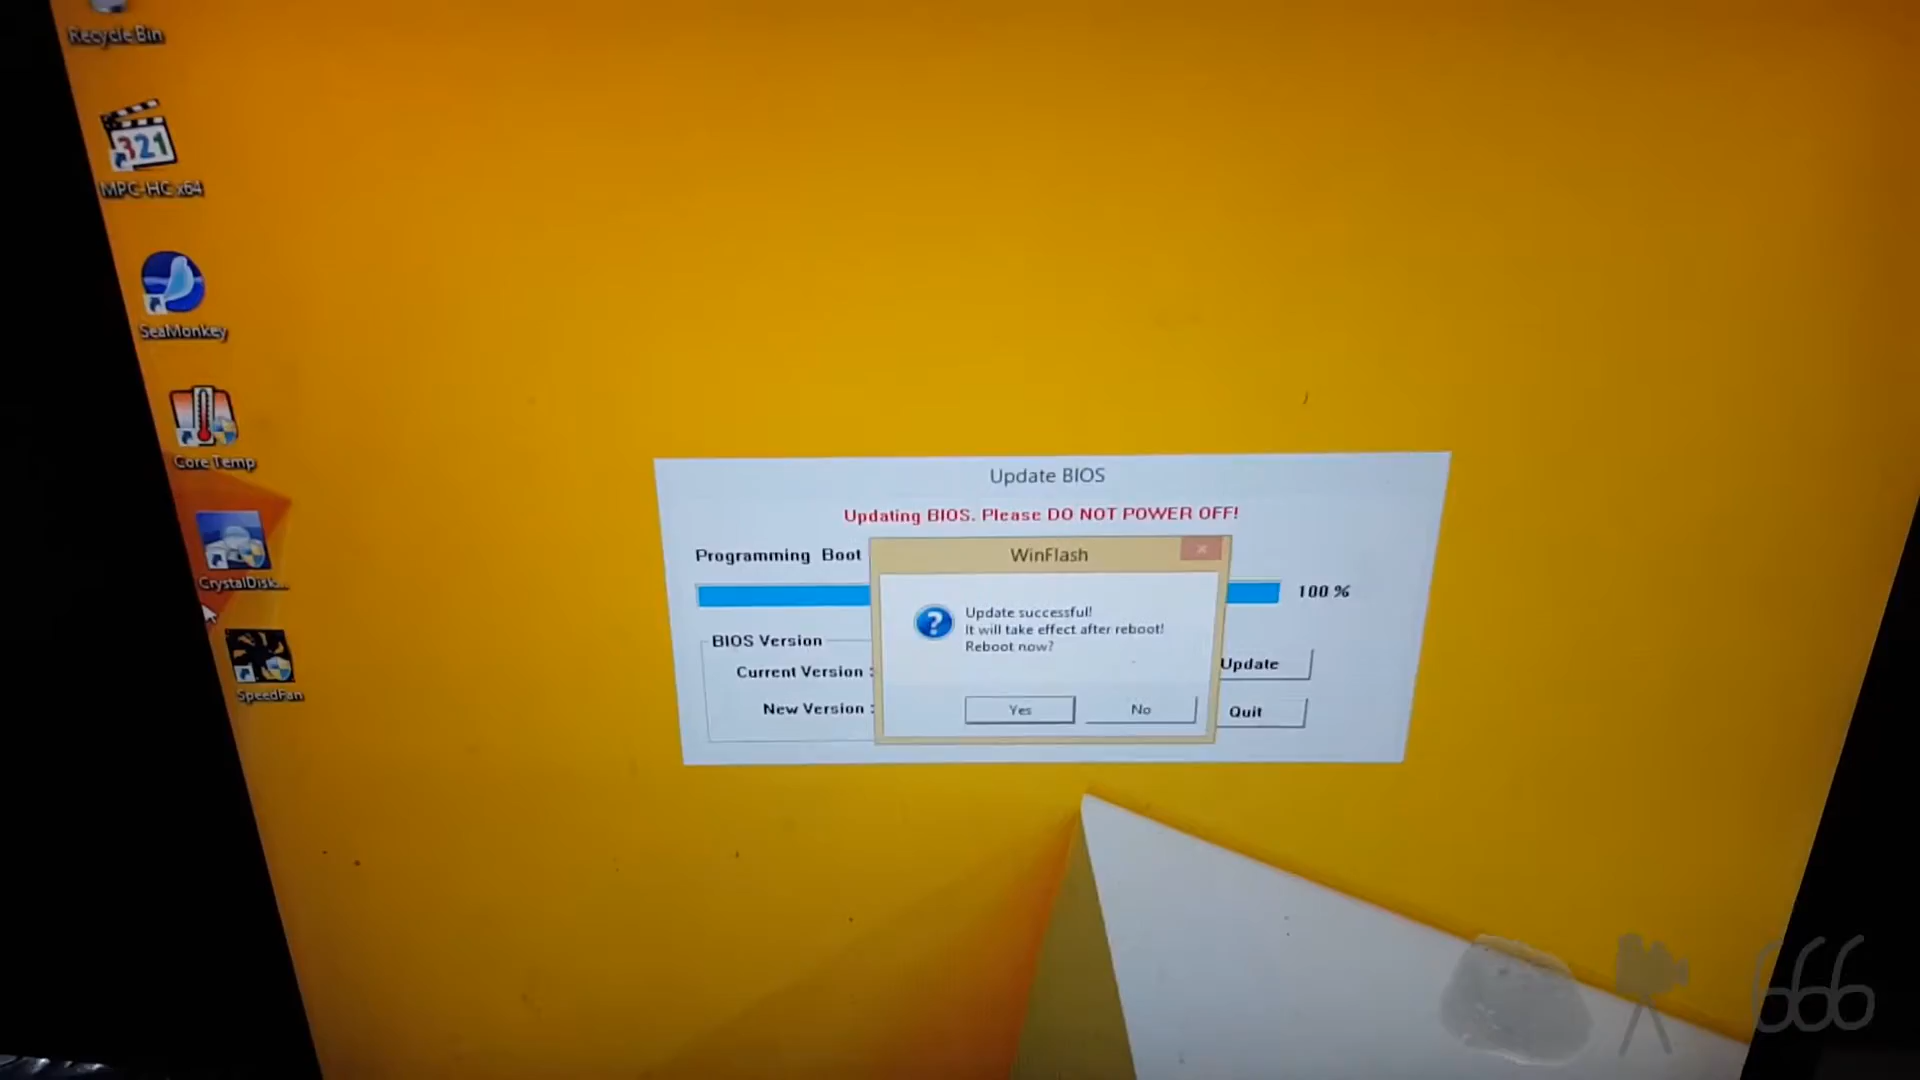 Recycle Bin
321
MPC-HC x64
SeaMonkey
Core Temp
CrystalDisk...
SpeedFan
Update BIOS
Updating BIOS. Please DO NOT POWER OFF!
Programming Boot
100 %
BIOS Version
Current Version :
New Version :
Update
Quit
WinFlash
Update successful!
It will take effect after reboot!
Reboot now?
Yes
No
666